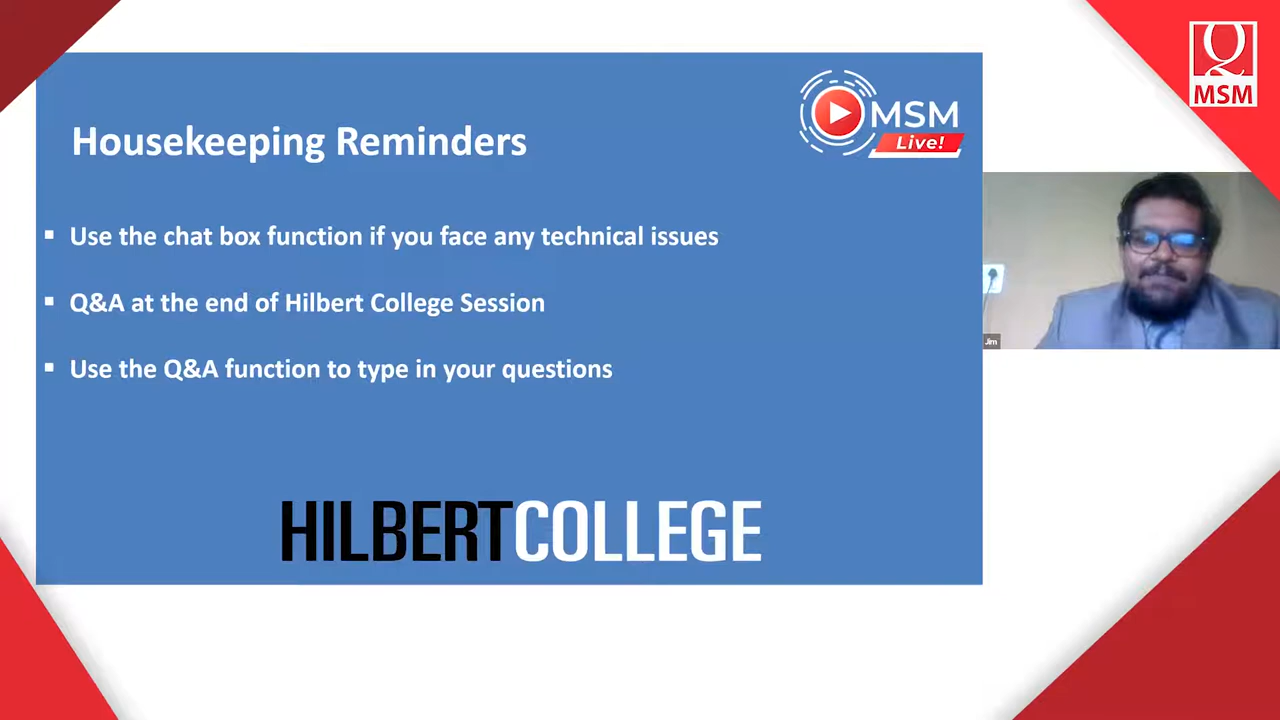 Housekeeping Reminders
MSM
Live!
MSM
▪ Use the chat box function if you face any technical issues
▪ Q&A at the end of Hilbert College Session
▪ Use the Q&A function to type in your questions
Jim
HILBERTCOLLEGE